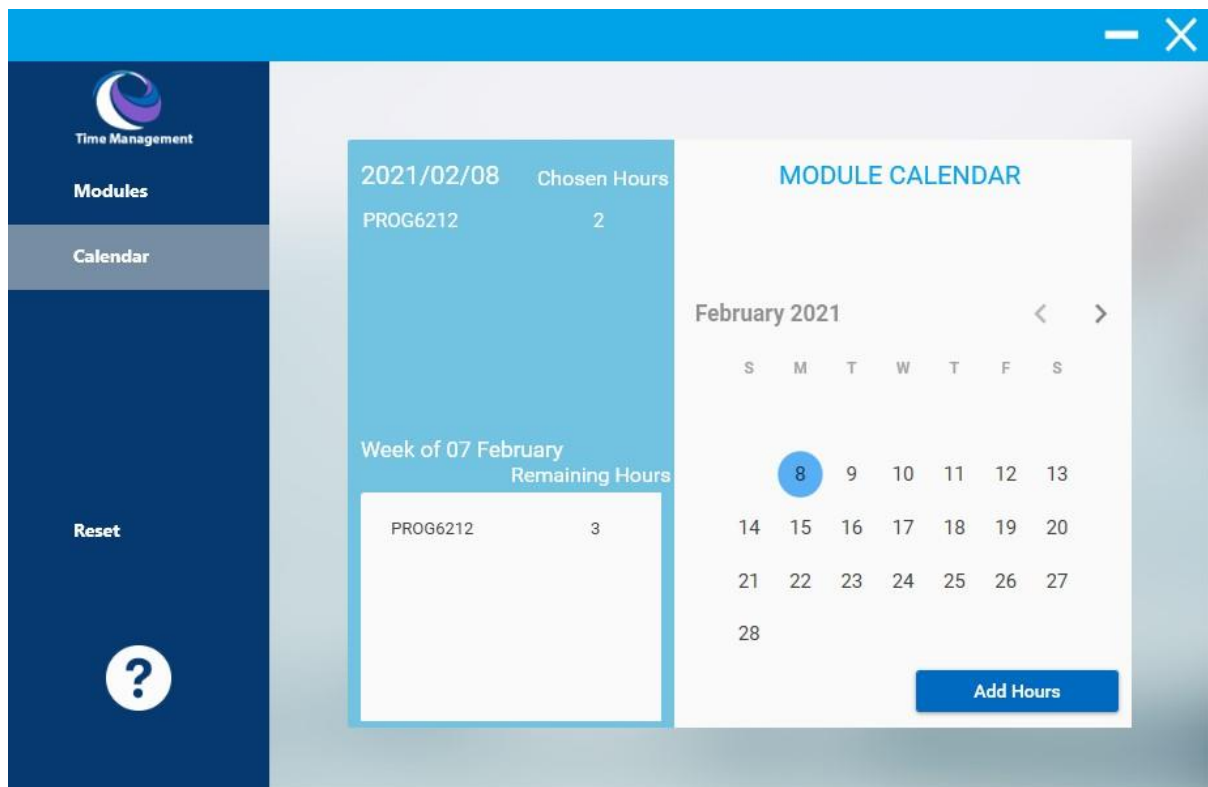 Time Management
Modules
Calendar
Reset
?
2021/02/08 Chosen Hours
PROG6212 2
Week of 07 February
Remaining Hours
PROG6212 3
MODULE CALENDAR
February 2021
S M T W T F S
8 9 10 11 12 13
14 15 16 17 18 19 20
21 22 23 24 25 26 27
28
Add Hours